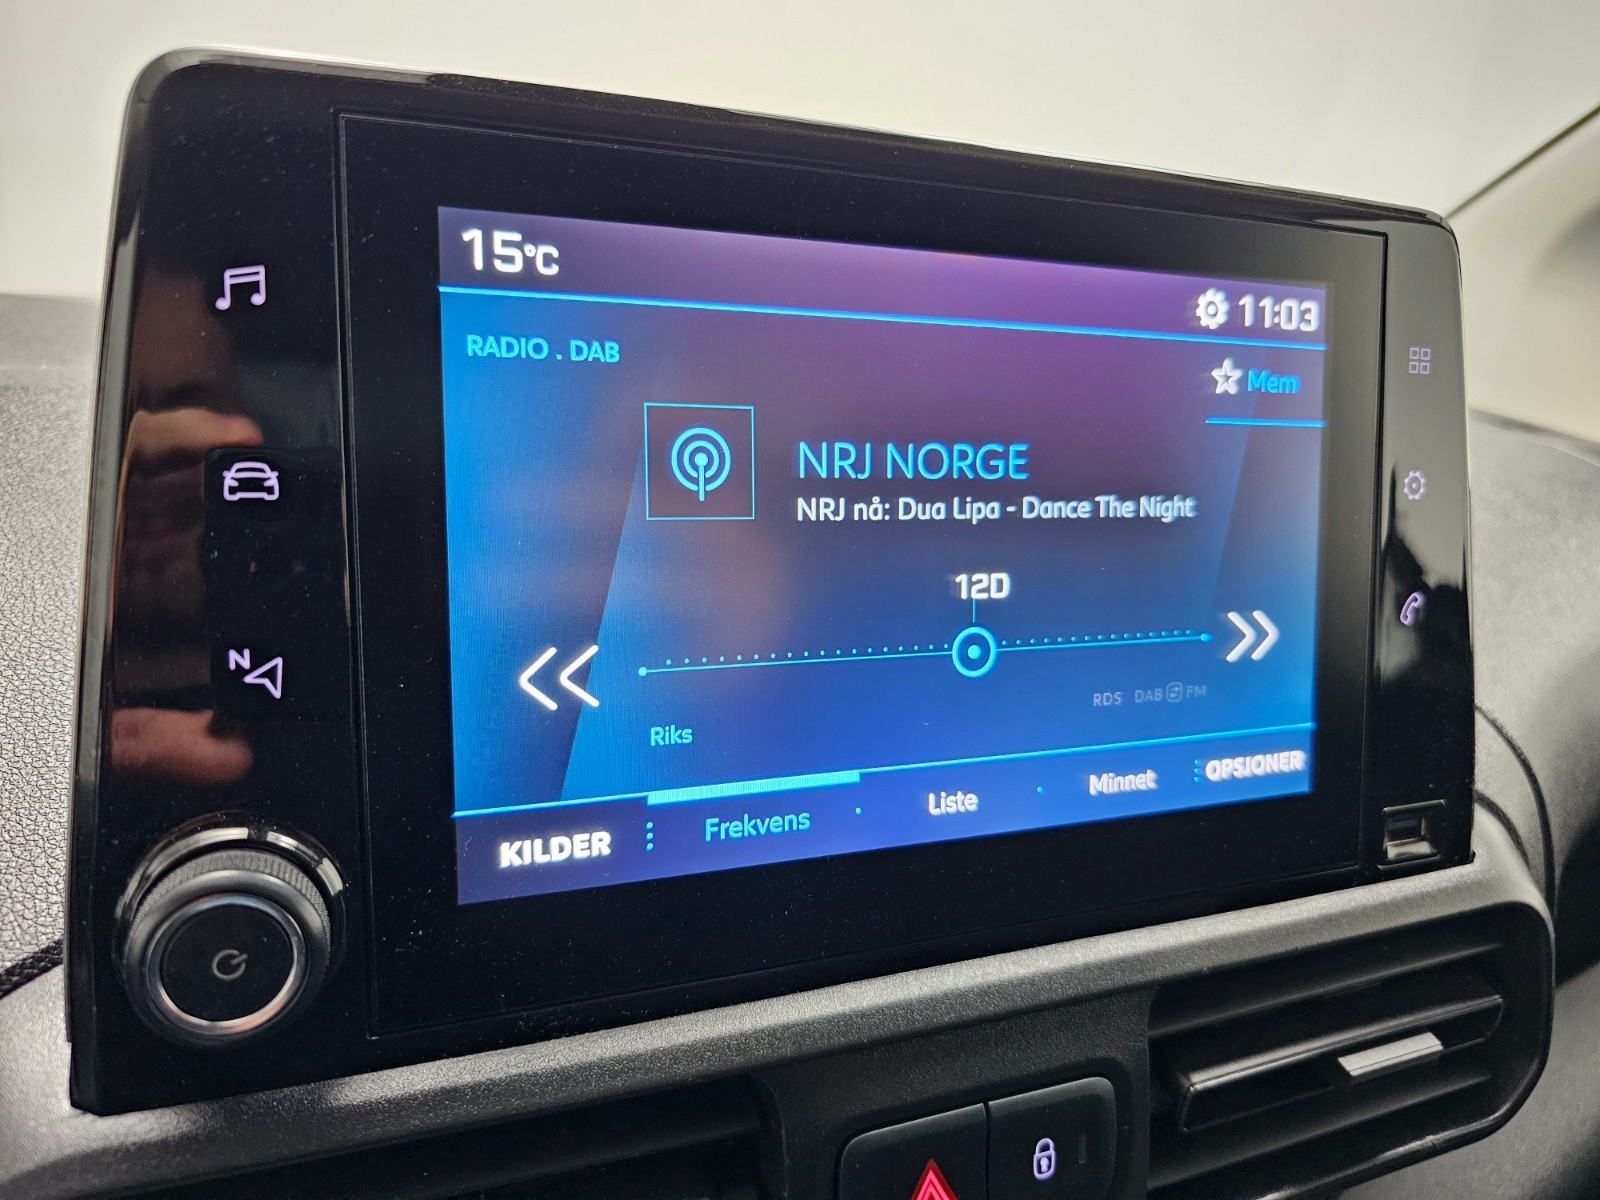 15°C
11:03
RADIO . DAB
Mem
NRJ NORGE
NRJ nå: Dua Lipa - Dance The Night
12D
N
RDS DAB FM
Riks
KILDER Frekvens Liste Minnet OPSJONER